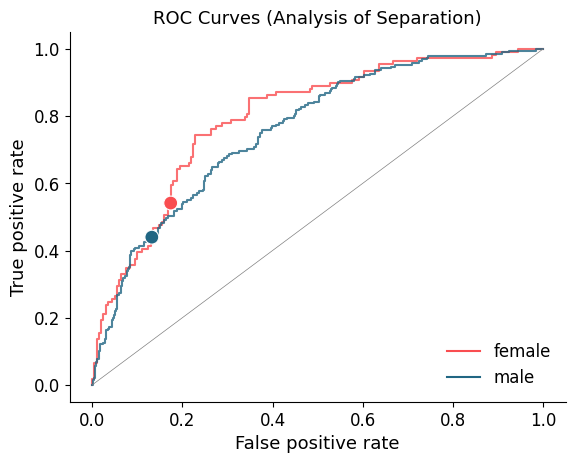 ROC Curves (Analysis of Separation)
True positive rate
1.0
0.8
0.6
0.4
0.2
0.0
0.0 0.2 0.4 0.6 0.8 1.0
False positive rate
female
male